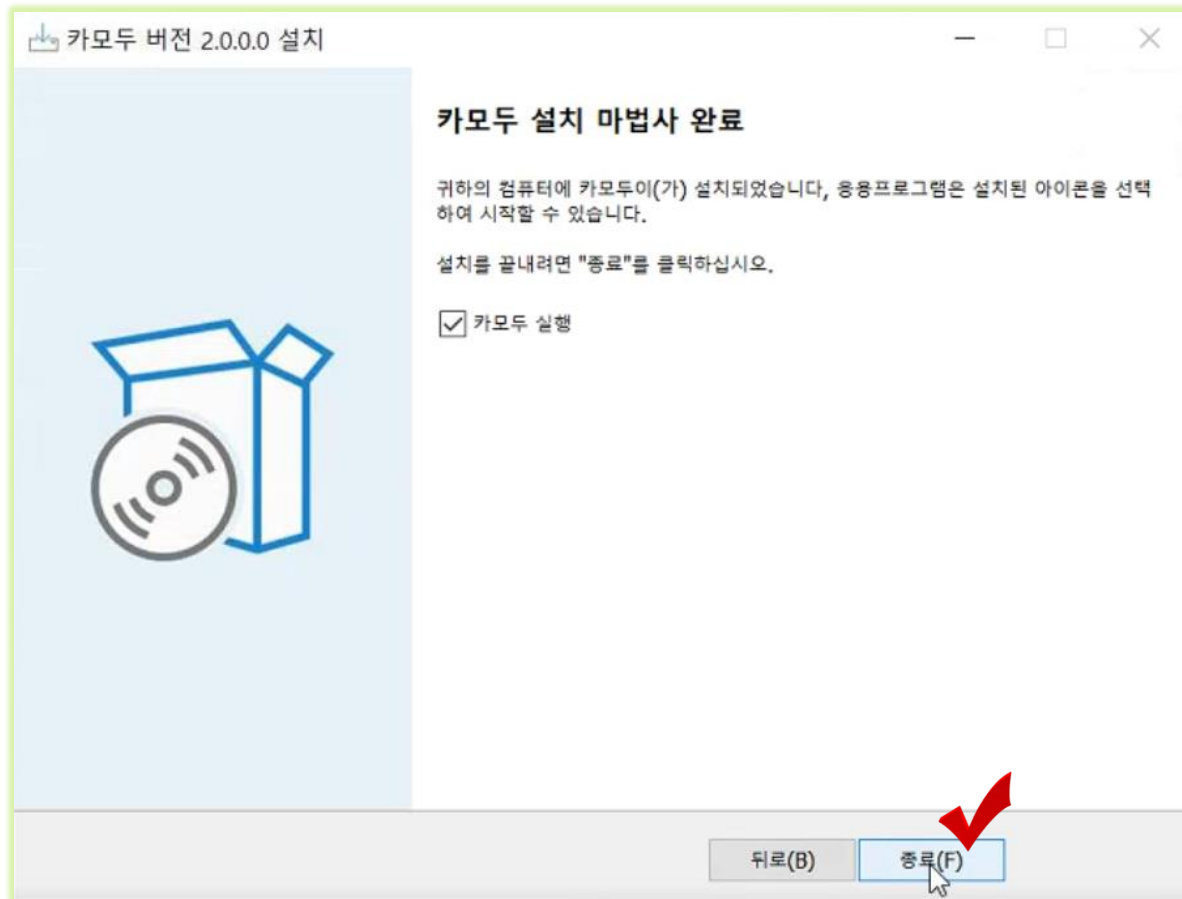 카모두 버전 2.0.0.0 설치
카모두 설치 마법사 완료
귀하의 컴퓨터에 카모두이(가) 설치되었습니다, 응용프로그램은 설치된 아이콘을 선택
하여 시작할 수 있습니다.
설치를 끝내려면 "종료"를 클릭하십시오.
카모두 실행
뒤로(B) 종료(F)